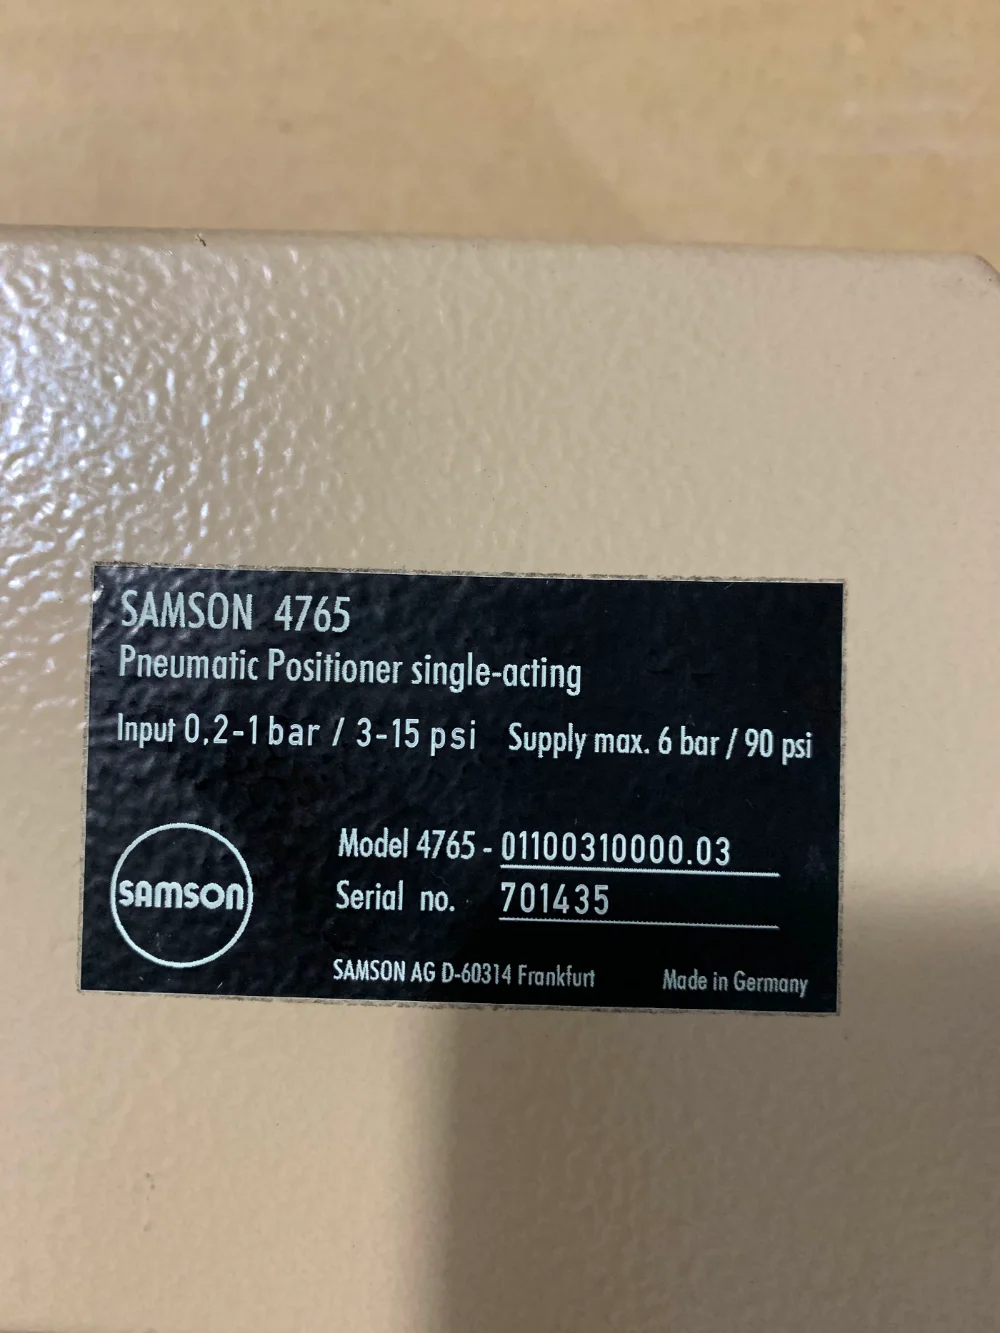 SAMSON 4765
Pneumatic Positioner single-acting
Input 0,2-1 bar / 3-15 psi Supply max. 6 bar / 90 psi
Model 4765 - 01100310000.03
SAMSON
Serial no. 701435
SAMSON AG D-60314 Frankfurt Made in Germany